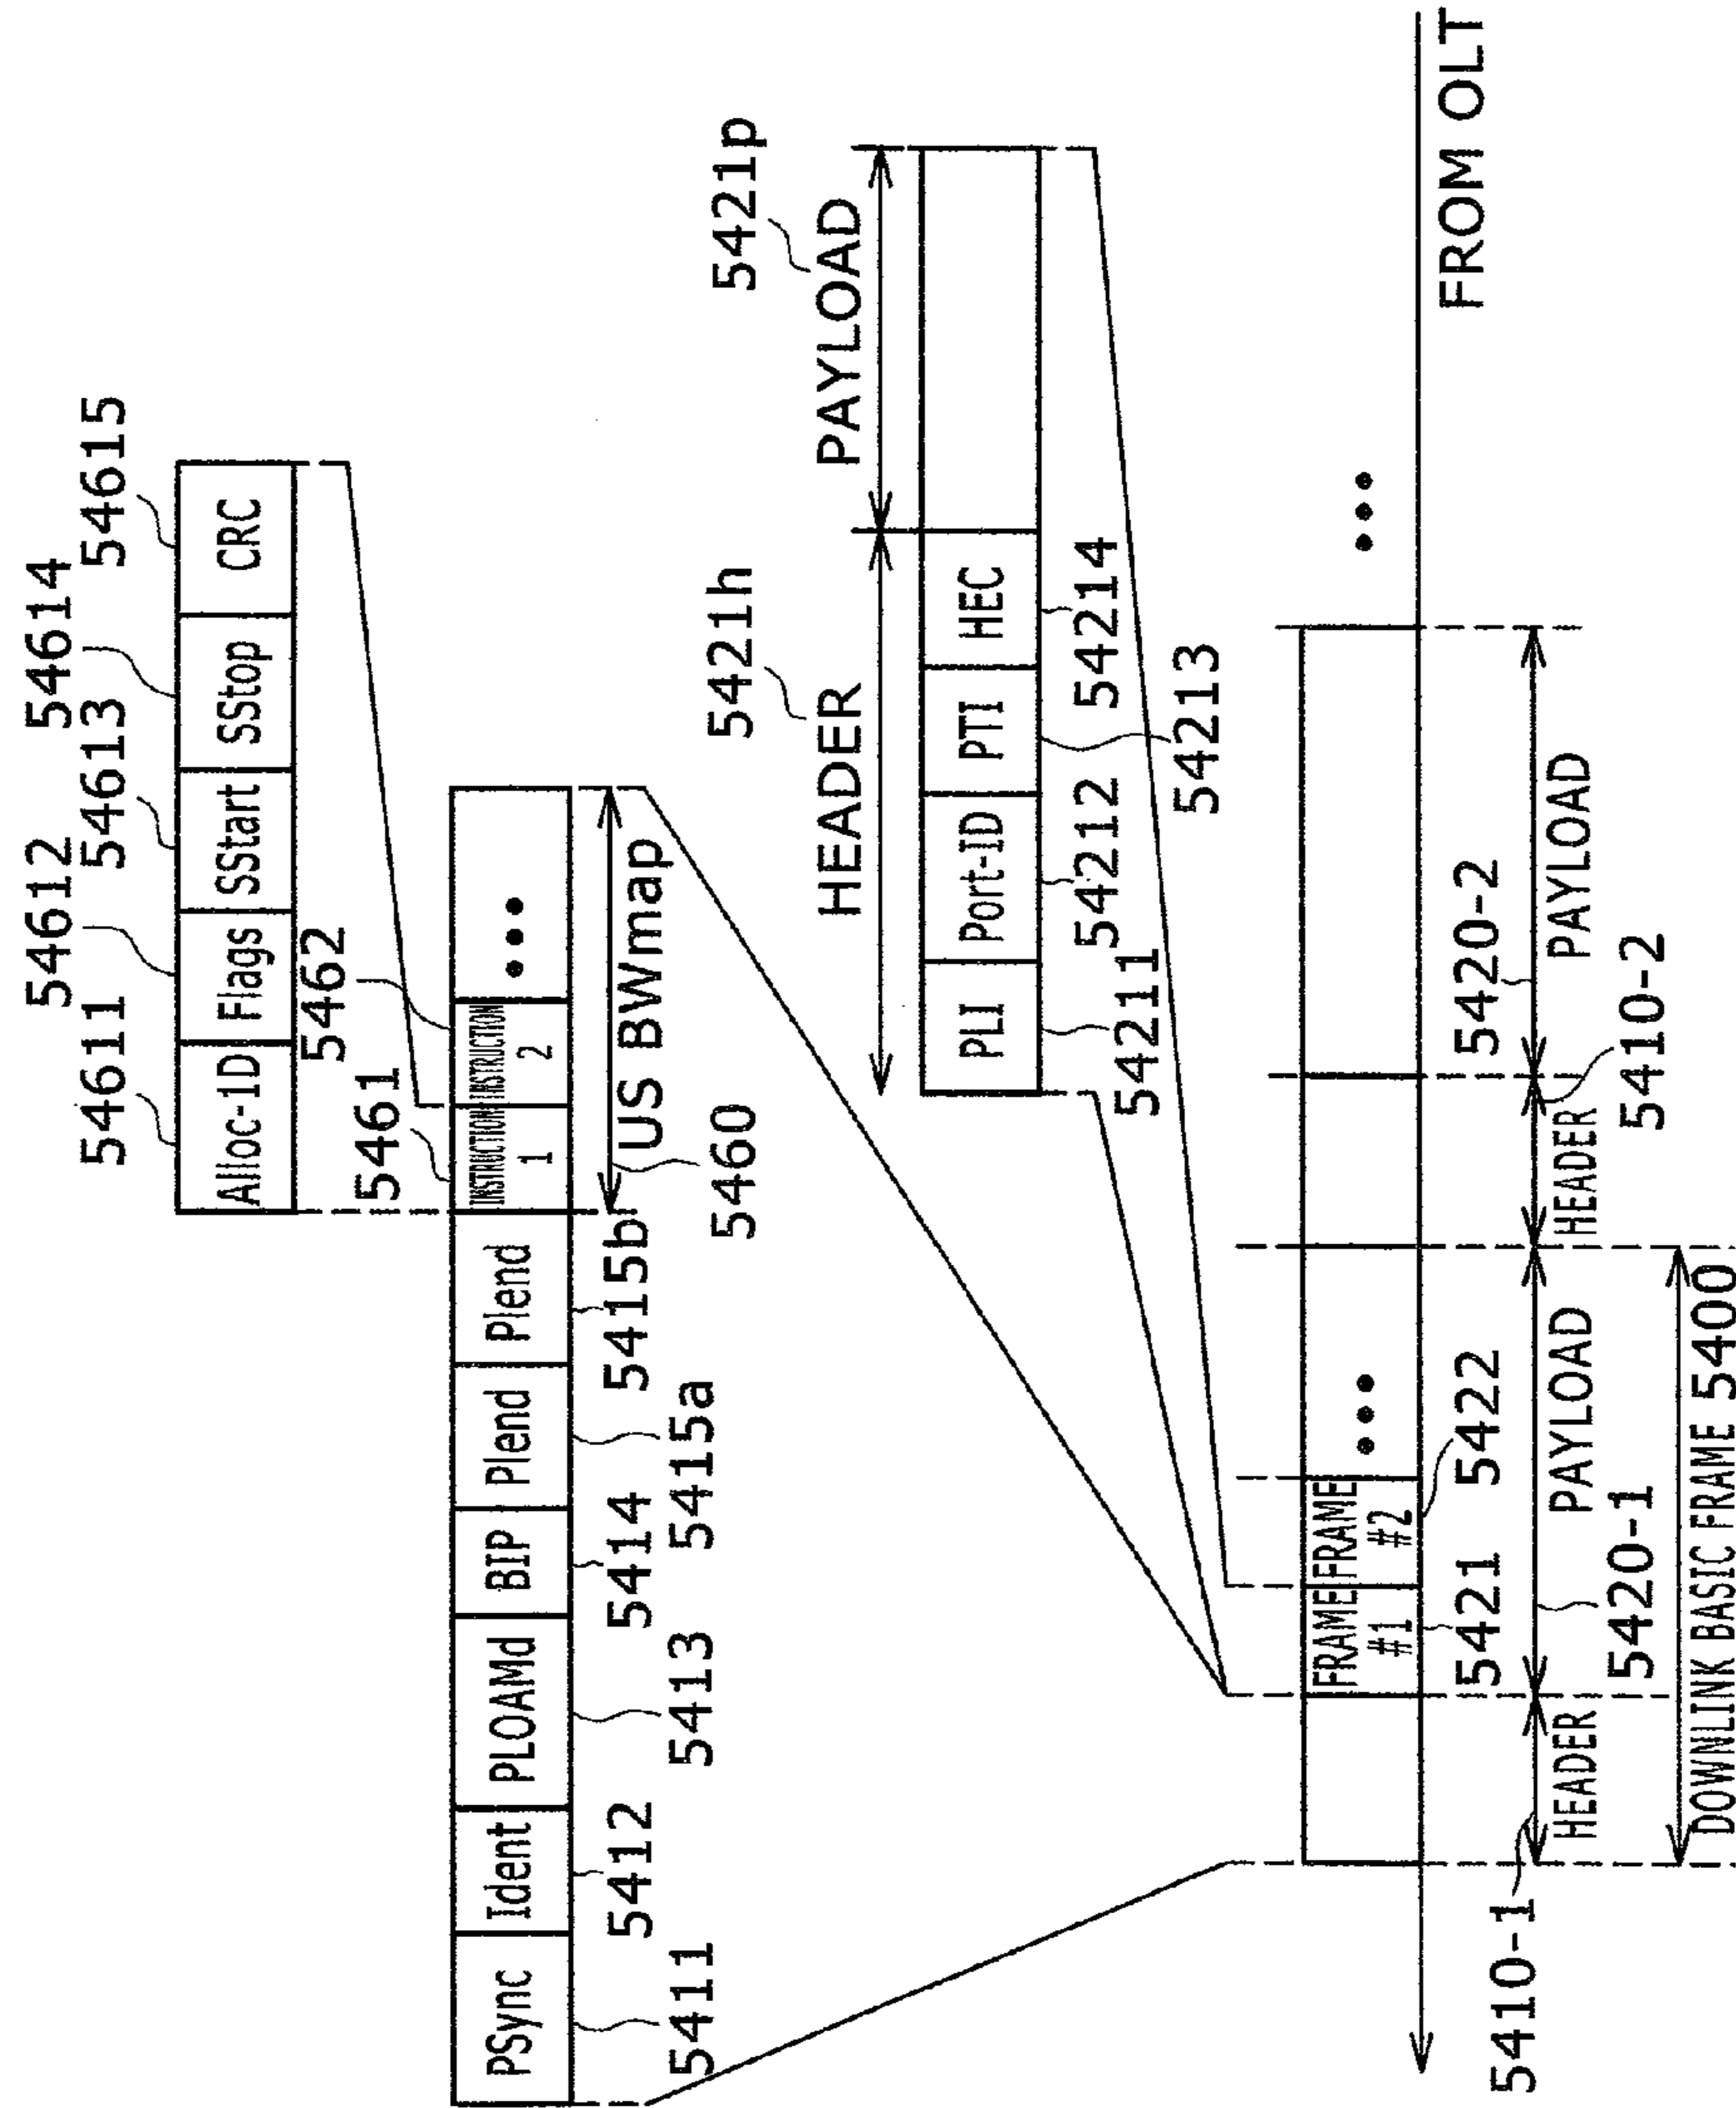 54612 54614
54611 54613 54615
Alloc-1D Flags SStart SStop CRC
5462
5461
PSync Ident PLOAMd BIP Plend Plend INSTRUCTION 1 INSTRUCTION 2 •••
5412 5414 5415b US BWmap
5411 5413 5415a
5460
5421h 5421p
HEADER PAYLOAD
PLI Port-ID PTI HEC
54212 54214
54211 54213
FRAME #1 FRAME #2 ••• •••
FROM OLT
5421 5422 5420-2
5410-1 HEADER PAYLOAD HEADER PAYLOAD
5420-1 5410-2
DOWNLINK BASIC FRAME 5400